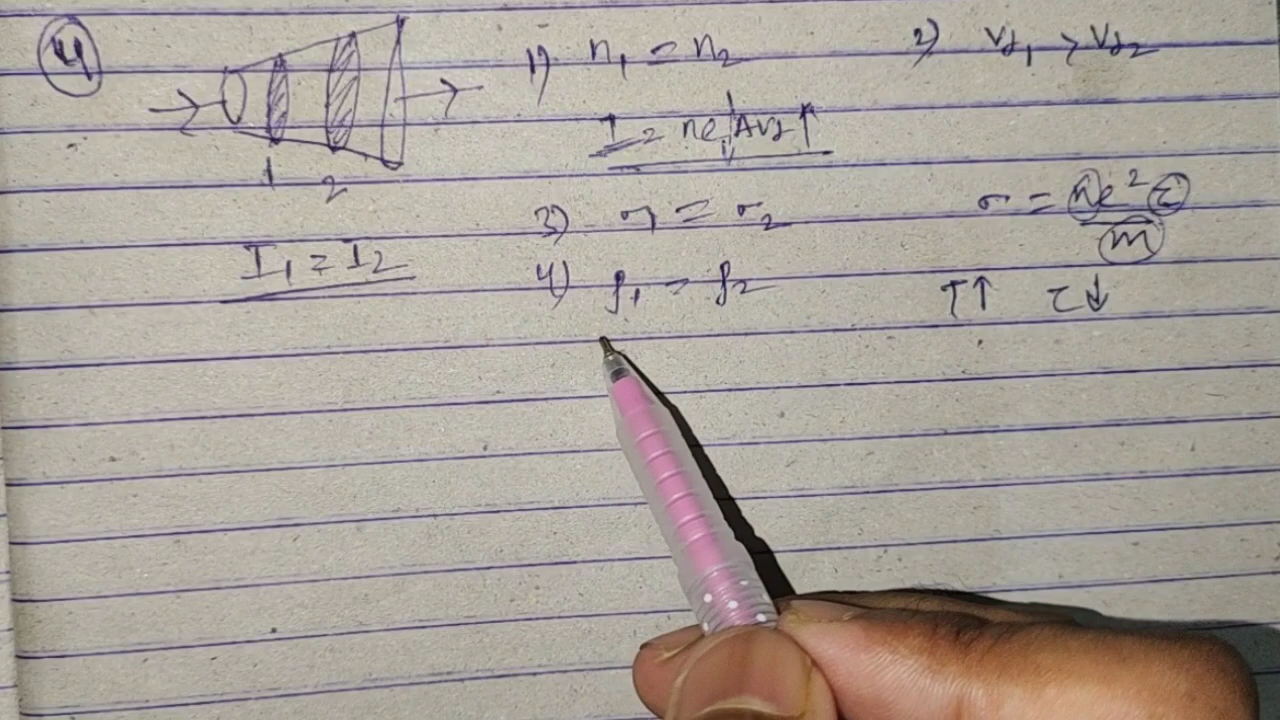 4
1) n₁ = n₂
2) Vd₁ > Vd₂
I = neAVd↑
1 2
3) σ₁ = σ₂
σ = ne²τ/m
I₁ = I₂
4) ρ₁ = ρ₂
T↑ τ↓